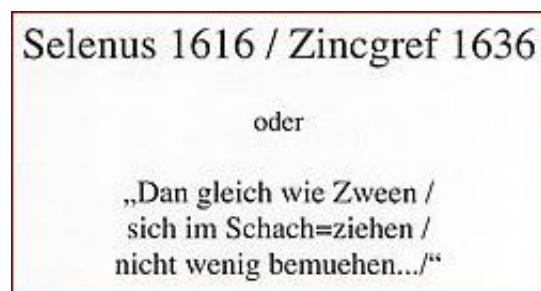 Selenus 1616 / Zincgref 1636
oder
„Dan gleich wie Zween /
sich im Schach=ziehen /
nicht wenig bemuehen.../“